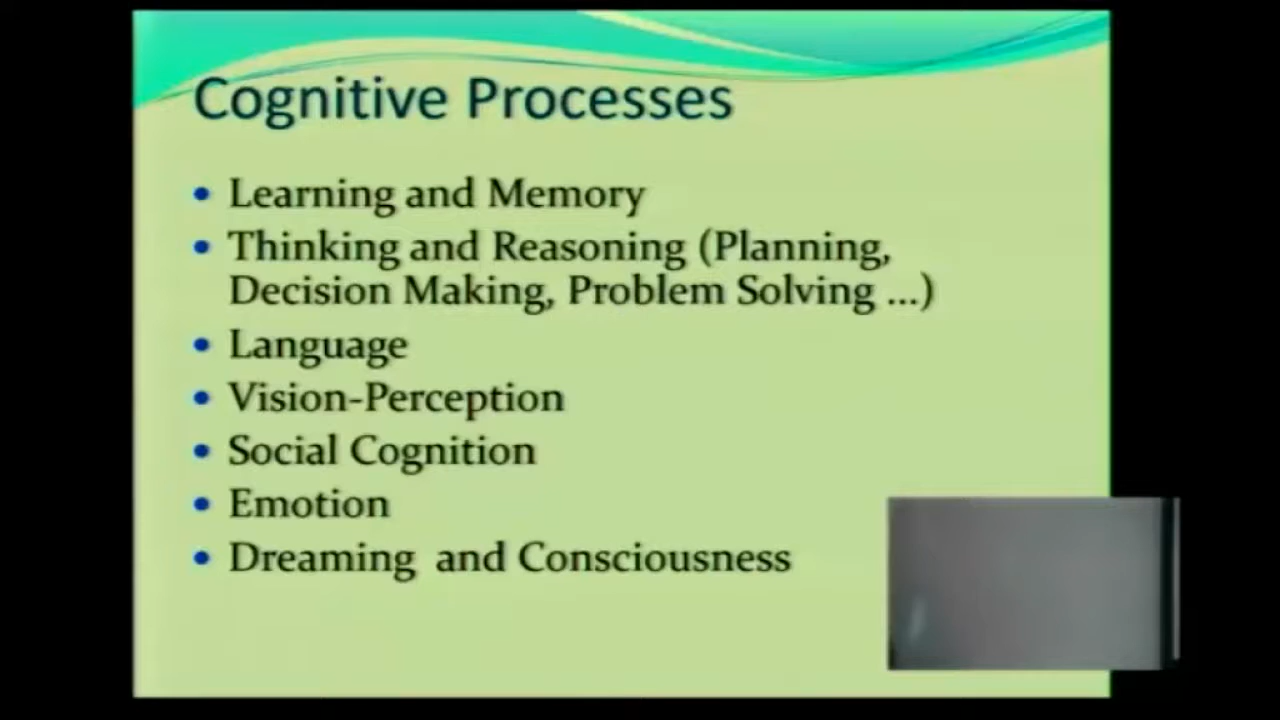 Cognitive Processes
• Learning and Memory
• Thinking and Reasoning (Planning,
Decision Making, Problem Solving ...)
• Language
• Vision-Perception
• Social Cognition
• Emotion
• Dreaming and Consciousness